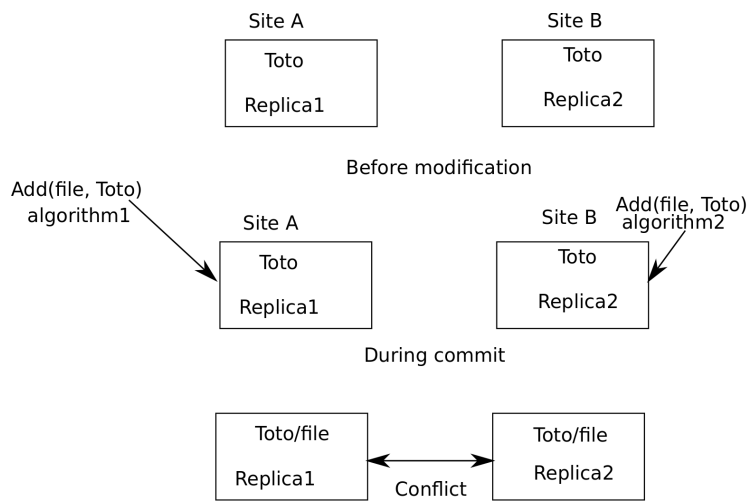 Site A
Site B
Toto
Toto
Replica1
Replica2
Before modification
Add(file, Toto)
algorithm1
Add(file, Toto)
algorithm2
Site A
Site B
Toto
Toto
Replica1
Replica2
During commit
Toto/file
Toto/file
Replica1
Replica2
Conflict